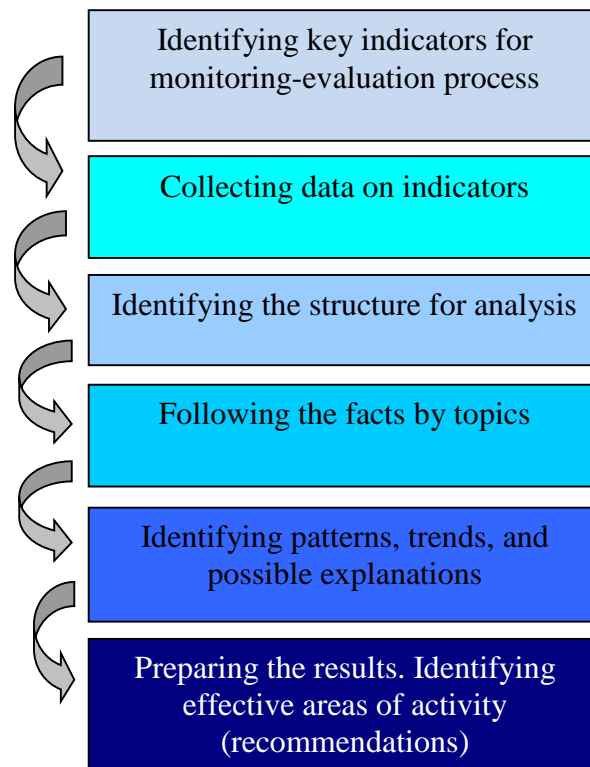 Identifying key indicators for
monitoring-evaluation process
Collecting data on indicators
Identifying the structure for analysis
Following the facts by topics
Identifying patterns, trends, and
possible explanations
Preparing the results. Identifying
effective areas of activity
(recommendations)